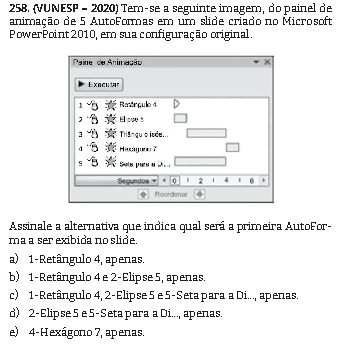 258. (VUNESP – 2020) Tem-se a seguinte imagem, do painel de
animação de 5 AutoFormas em um slide criado no Microsoft
PowerPoint 2010, em sua configuração original.
Painel de Animação
Executar
1 Retângulo 4
2 Elipse 5
3 Triângulo isós...
4 Hexágono 7
5 Seta para a Di...
Segundos 0 2 4 6
Reordenar
Assinale a alternativa que indica qual será a primeira AutoFor-
ma a ser exibida no slide.
a) 1-Retângulo 4, apenas.
b) 1-Retângulo 4 e 2-Elipse 5, apenas.
c) 1-Retângulo 4, 2-Elipse 5 e 5-Seta para a Di..., apenas.
d) 2-Elipse 5 e 5-Seta para a Di..., apenas.
e) 4-Hexágono 7, apenas.